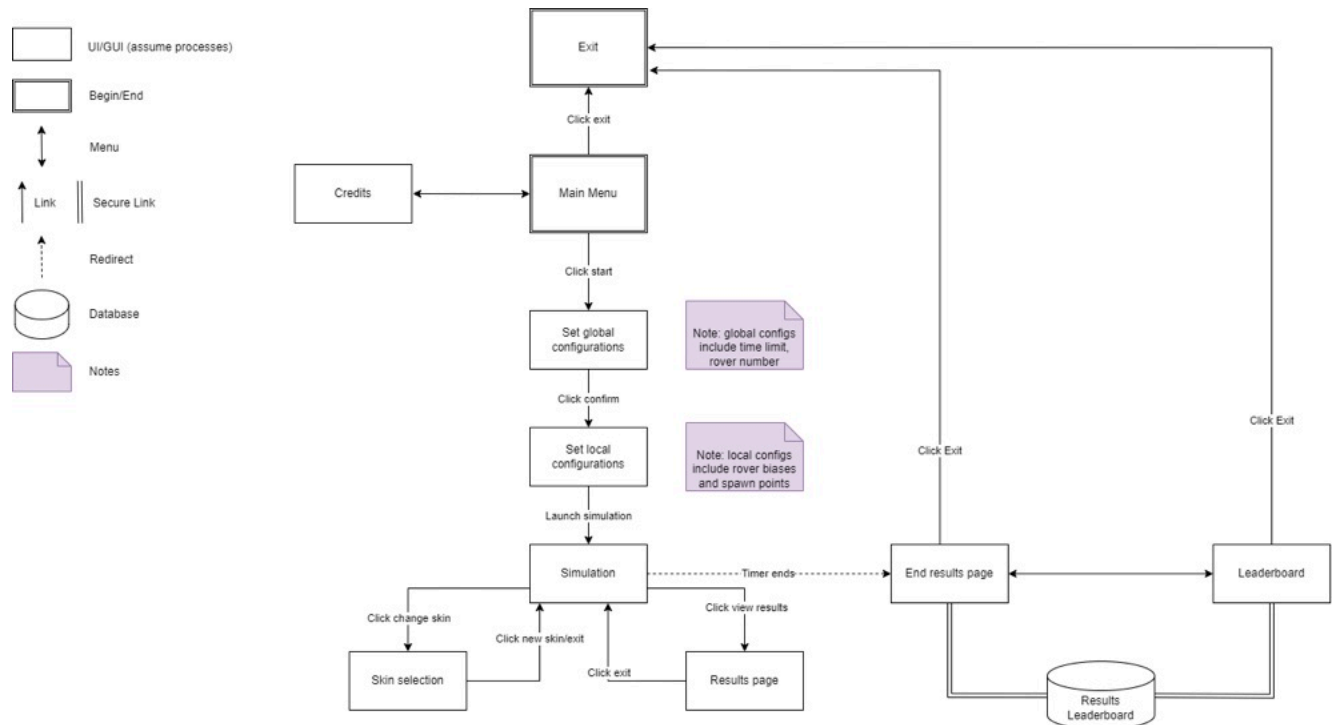 UI/GUI (assume processes)
Begin/End
Menu
Link
Secure Link
Redirect
Database
Notes
Exit
Click exit
Credits
Main Menu
Click start
Set global
configurations
Note: global configs
include time limit,
rover number
Click confirm
Set local
configurations
Note: local configs
include rover biases
and spawn points
Launch simulation
Simulation
Timer ends
End results page
Leaderboard
Click Exit
Click Exit
Click change skin
Click new skin/exit
Click view results
Click exit
Skin selection
Results page
Results
Leaderboard